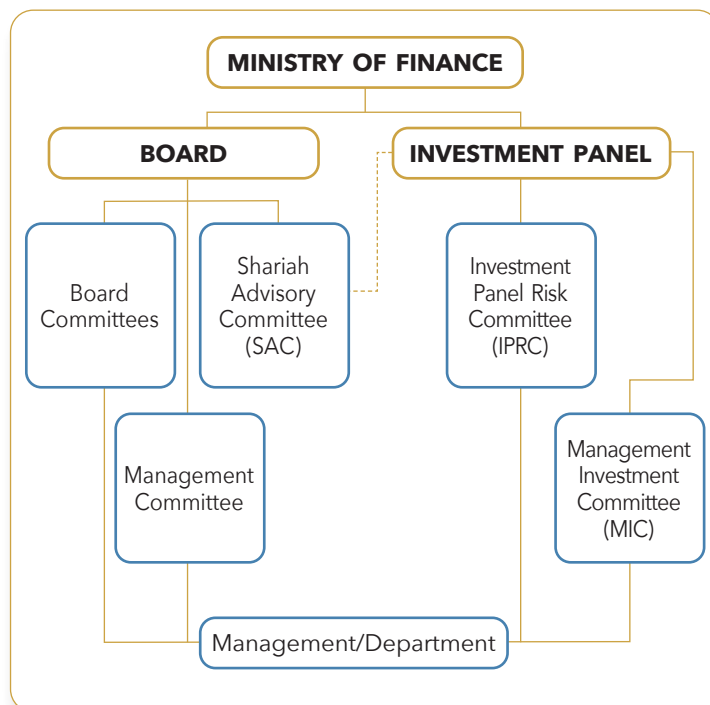 MINISTRY OF FINANCE
BOARD
INVESTMENT PANEL
Board
Committees
Shariah
Advisory
Committee
(SAC)
Investment
Panel Risk
Committee
(IPRC)
Management
Committee
Management
Investment
Committee
(MIC)
Management/Department